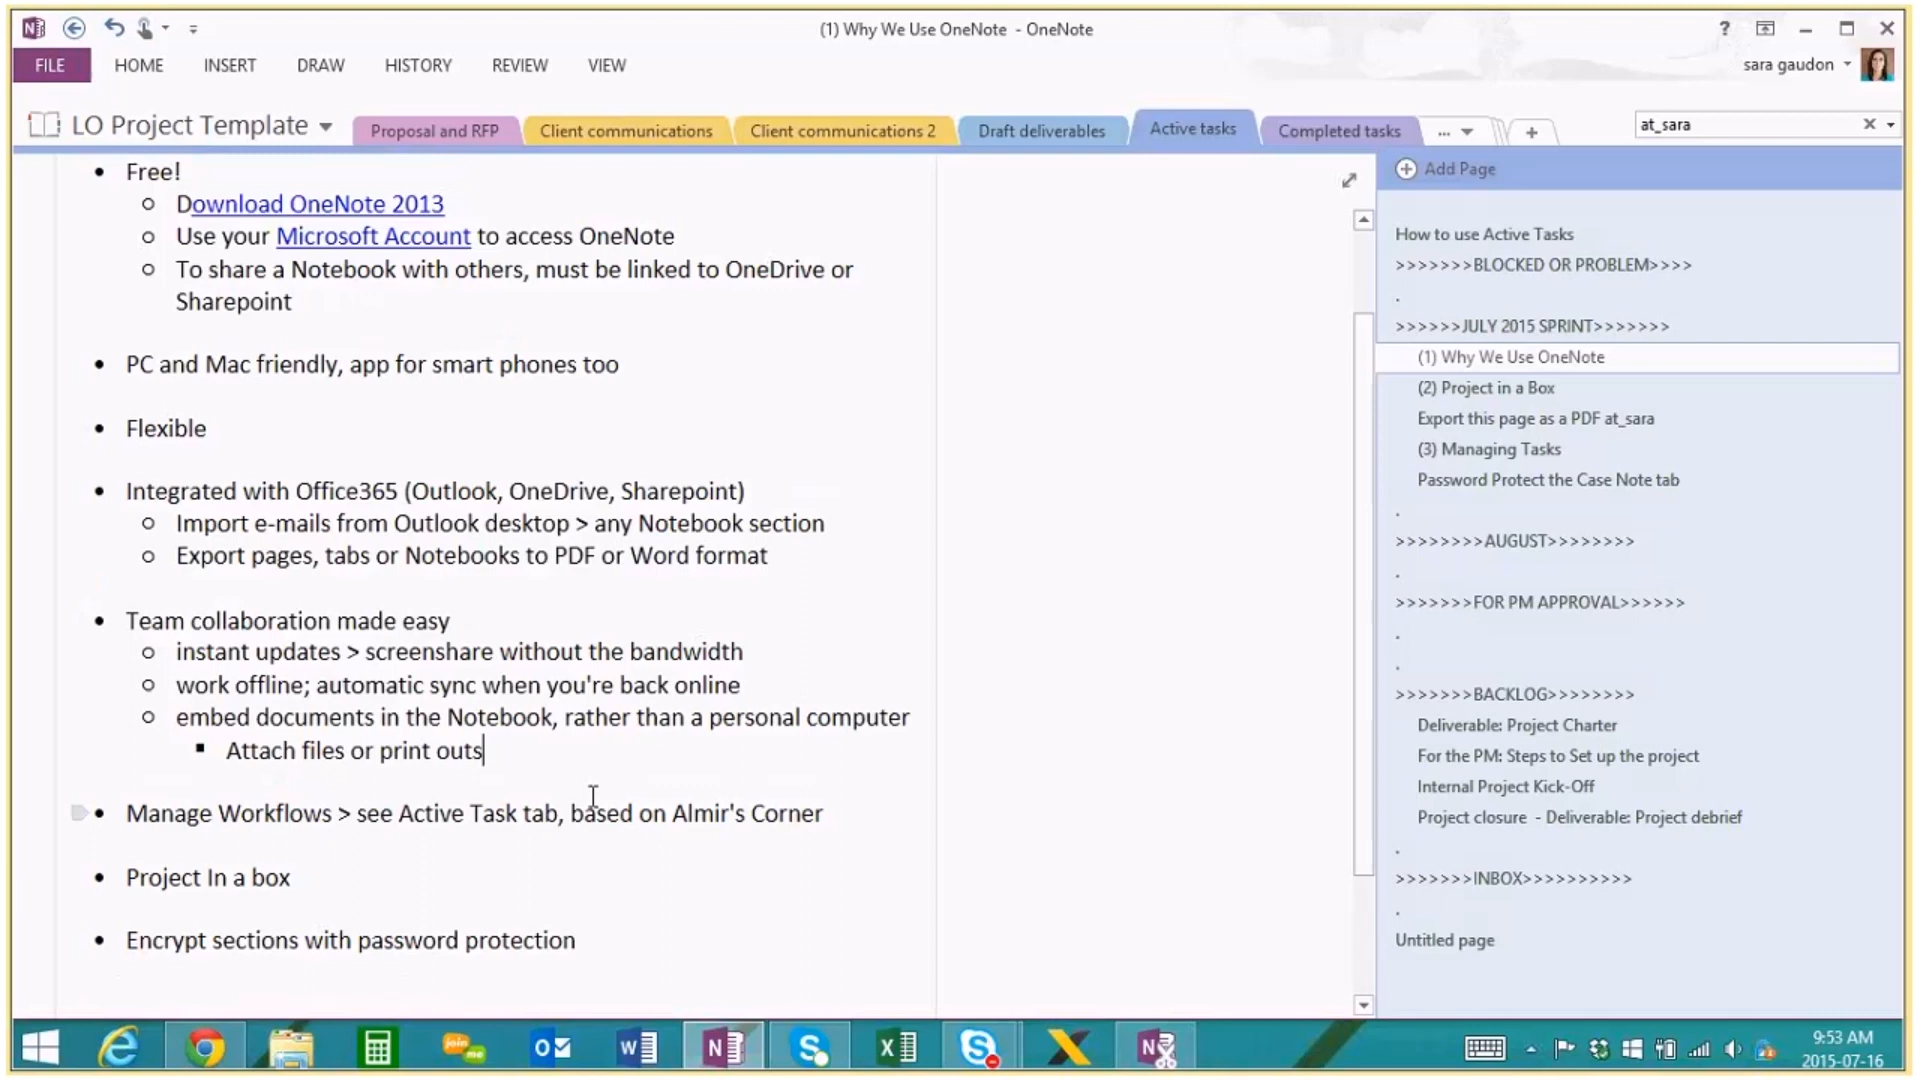 (1) Why We Use OneNote - OneNote
?
FILE HOME INSERT DRAW HISTORY REVIEW VIEW
sara gaudon
LO Project Template
Proposal and RFP
Client communications
Client communications 2
Draft deliverables
Active tasks
Completed tasks
...
at_sara
• Free!
○ Download OneNote 2013
○ Use your Microsoft Account to access OneNote
○ To share a Notebook with others, must be linked to OneDrive or
Sharepoint
• PC and Mac friendly, app for smart phones too
• Flexible
• Integrated with Office365 (Outlook, OneDrive, Sharepoint)
○ Import e-mails from Outlook desktop > any Notebook section
○ Export pages, tabs or Notebooks to PDF or Word format
• Team collaboration made easy
○ instant updates > screenshare without the bandwidth
○ work offline; automatic sync when you're back online
○ embed documents in the Notebook, rather than a personal computer
▪ Attach files or print outs
• Manage Workflows > see Active Task tab, based on Almir's Corner
• Project In a box
• Encrypt sections with password protection
Add Page
How to use Active Tasks
>>>>>>>BLOCKED OR PROBLEM>>>>
.
>>>>>>JULY 2015 SPRINT>>>>>>>
(1) Why We Use OneNote
(2) Project in a Box
Export this page as a PDF at_sara
(3) Managing Tasks
Password Protect the Case Note tab
.
>>>>>>>>AUGUST>>>>>>>>
.
>>>>>>>FOR PM APPROVAL>>>>>>
.
.
>>>>>>>BACKLOG>>>>>>>>
Deliverable: Project Charter
For the PM: Steps to Set up the project
Internal Project Kick-Off
Project closure - Deliverable: Project debrief
.
>>>>>>>INBOX>>>>>>>>>>
.
Untitled page
join
me
9:53 AM
2015-07-16